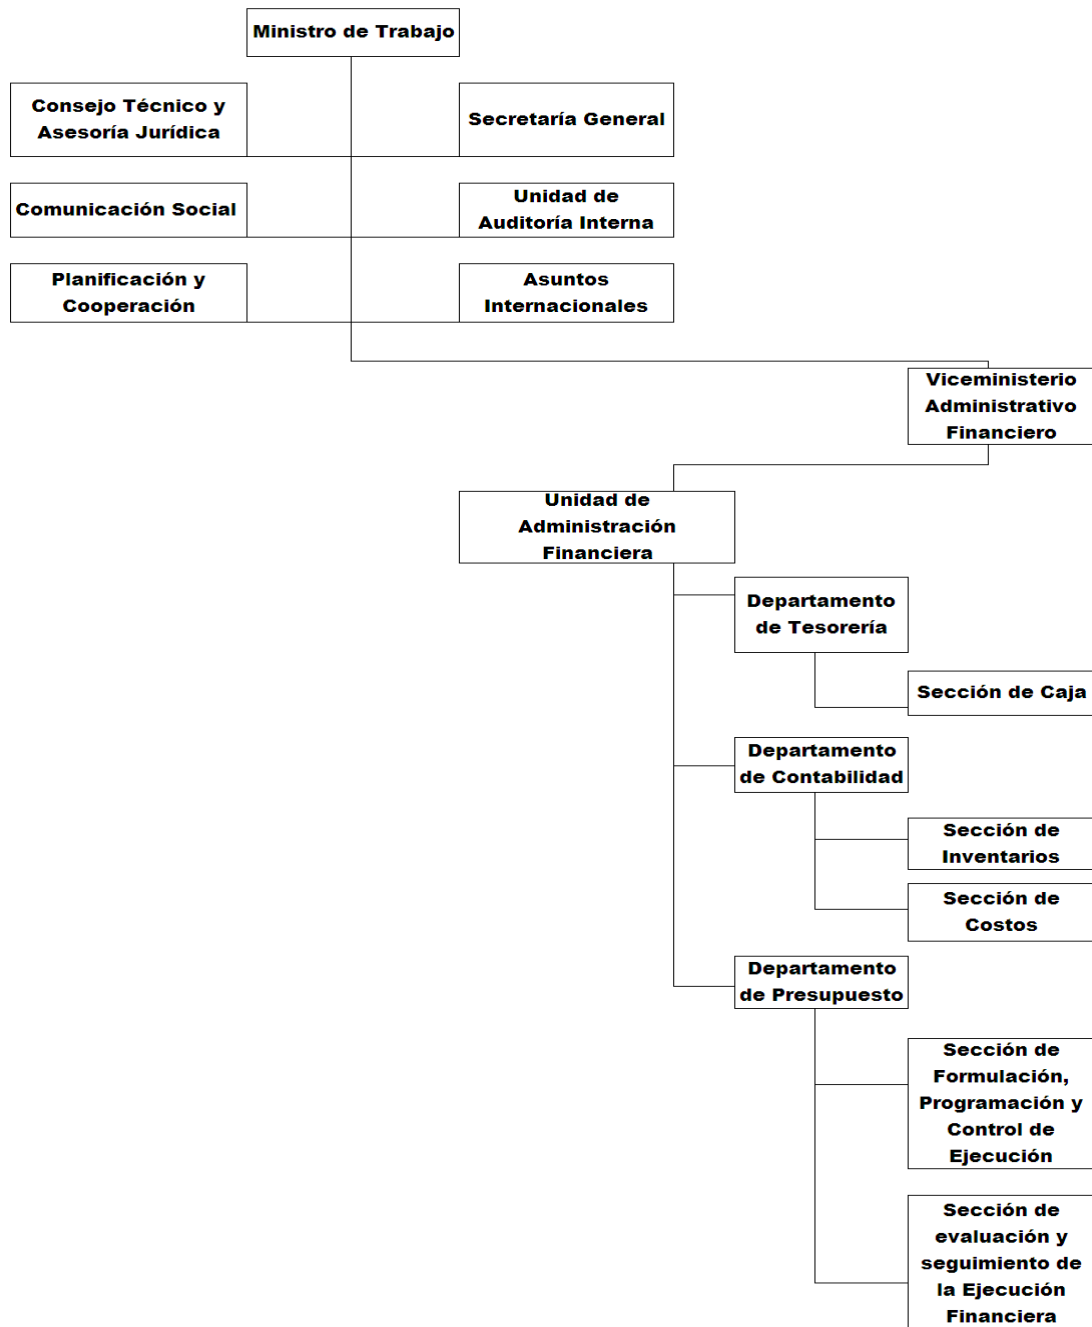 Ministro de Trabajo
Consejo Técnico y
Asesoría Jurídica
Secretaría General
Comunicación Social
Unidad de
Auditoría Interna
Planificación y
Cooperación
Asuntos
Internacionales
Viceministerio
Administrativo
Financiero
Unidad de
Administración
Financiera
Departamento
de Tesorería
Sección de Caja
Departamento
de Contabilidad
Sección de
Inventarios
Sección de
Costos
Departamento
de Presupuesto
Sección de
Formulación,
Programación y
Control de
Ejecución
Sección de
evaluación y
seguimiento de
la Ejecución
Financiera